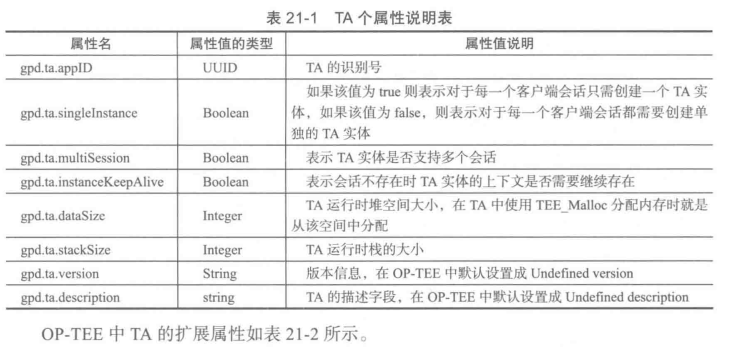 表 21-1 TA 个属性说明表
属性名 属性值的类型 属性值说明
gpd.ta.appID UUID TA 的识别号
gpd.ta.singleInstance Boolean 如果该值为 true 则表示对于每一个客户端会话只需创建一个 TA 实
体，如果该值为 false，则表示对于每一个客户端会话都需要创建单
独的 TA 实体
gpd.ta.multiSession Boolean 表示 TA 实体是否支持多个会话
gpd.ta.instanceKeepAlive Boolean 表示会话不存在时 TA 实体的上下文是否需要继续存在
gpd.ta.dataSize Integer TA 运行时堆空间大小，在 TA 中使用 TEE_Malloc 分配内存时就是
从该空间中分配
gpd.ta.stackSize Integer TA 运行时栈的大小
gpd.ta.version String 版本信息，在 OP-TEE 中默认设置成 Undefined version
gpd.ta.description string TA 的描述字段，在 OP-TEE 中默认设置成 Undefined description
OP-TEE 中 TA 的扩展属性如表 21-2 所示。